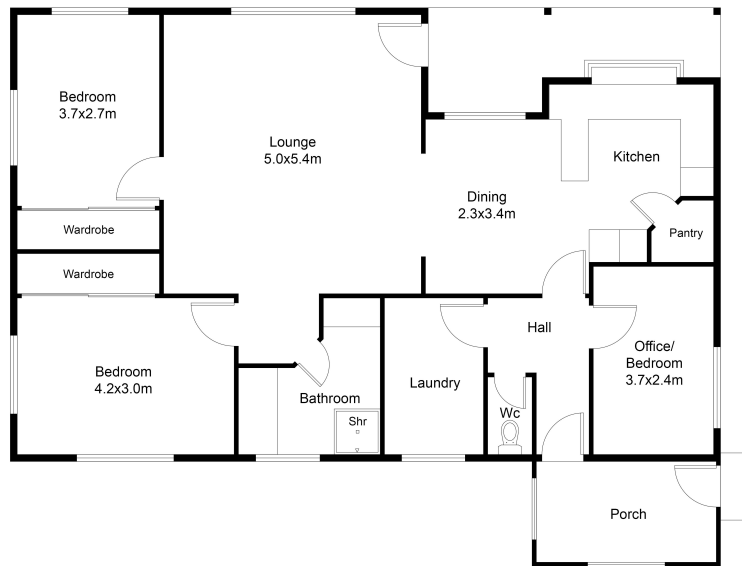 Bedroom
3.7x2.7m
Lounge
5.0x5.4m
Kitchen
Dining
2.3x3.4m
Wardrobe
Pantry
Wardrobe
Hall
Office/
Bedroom
3.7x2.4m
Bedroom
4.2x3.0m
Laundry
Bathroom
Shr
Wc
Porch